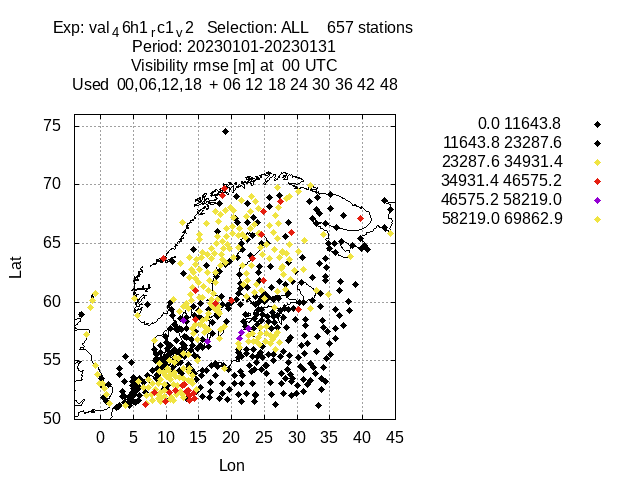 Exp: val46h1rc1v2 Selection: ALL 657 stations
Period: 20230101-20230131
Visibility rmse [m] at 00 UTC
Used 00,06,12,18 + 06 12 18 24 30 36 42 48
75
70
65
60
55
50
0 5 10 15 20 25 30 35 40 45
Lat
Lon
0.0 11643.8
11643.8 23287.6
23287.6 34931.4
34931.4 46575.2
46575.2 58219.0
58219.0 69862.9